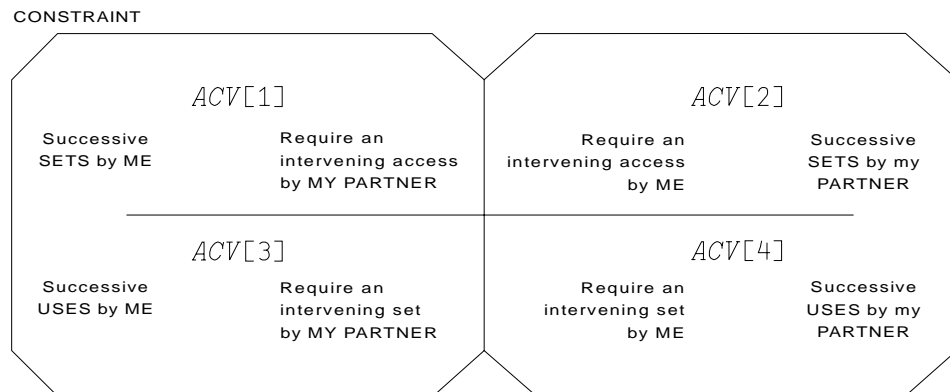 CONSTRAINT
ACV[1]
Successive
SETS by ME
Require an
intervening access
by MY PARTNER
ACV[2]
Require an
intervening access
by ME
Successive
SETS by my
PARTNER
ACV[3]
Successive
USES by ME
Require an
intervening set
by MY PARTNER
ACV[4]
Require an
intervening set
by ME
Successive
USES by my
PARTNER